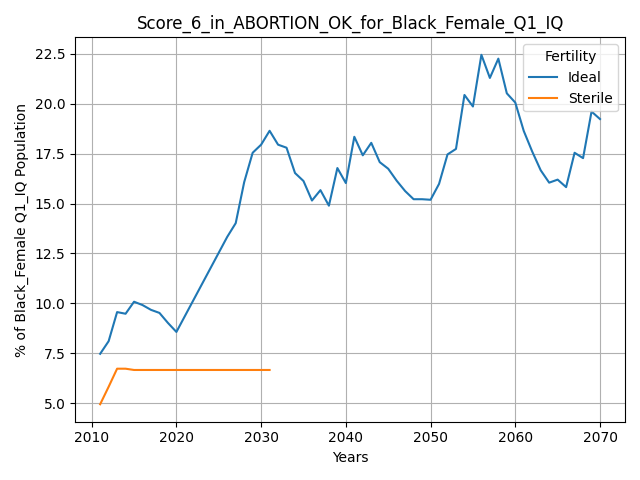 Score_6_in_ABORTION_OK_for_Black_Female_Q1_IQ
% of Black_Female Q1_IQ Population
22.5
20.0
17.5
15.0
12.5
10.0
7.5
5.0
Fertility
Ideal
Sterile
2010 2020 2030 2040 2050 2060 2070
Years